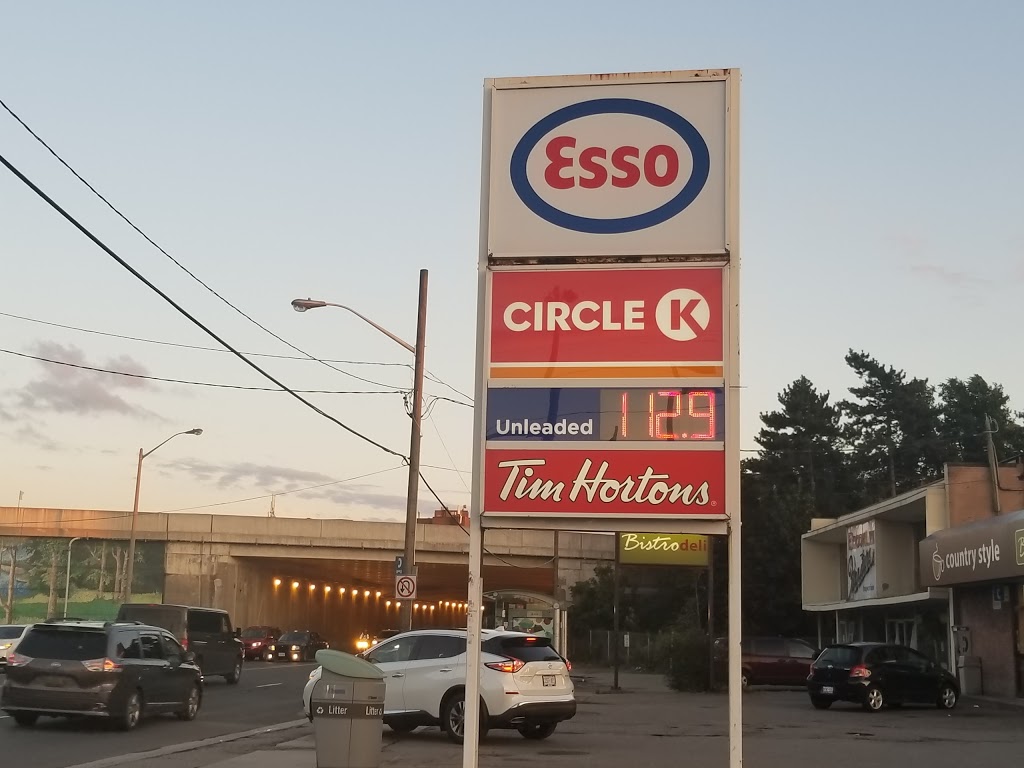 Esso
CIRCLE K
Unleaded 112.9
Tim Hortons
Bistro deli
country style
Litter
Litter